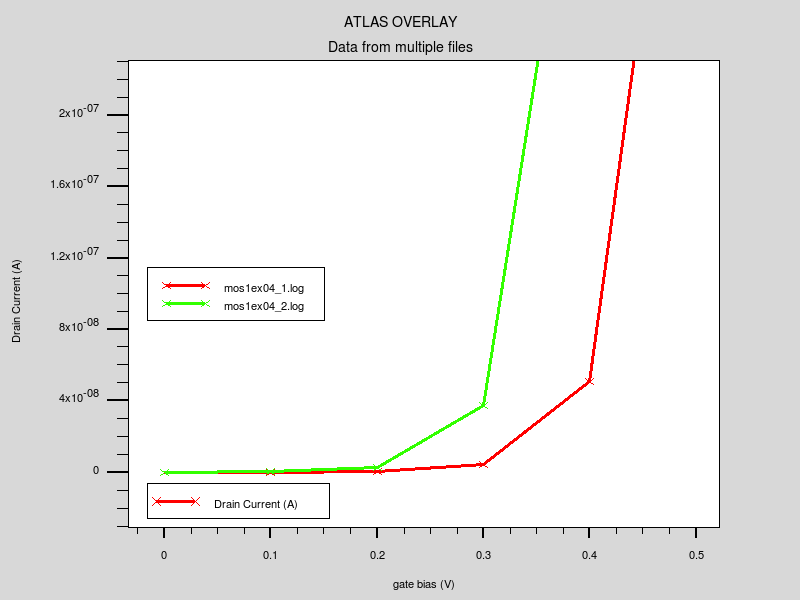 ATLAS OVERLAY
Data from multiple files
2x10-07
1.6x10-07
1.2x10-07
8x10-08
4x10-08
0
Drain Current (A)
mos1ex04_1.log
mos1ex04_2.log
Drain Current (A)
0 0.1 0.2 0.3 0.4 0.5
gate bias (V)